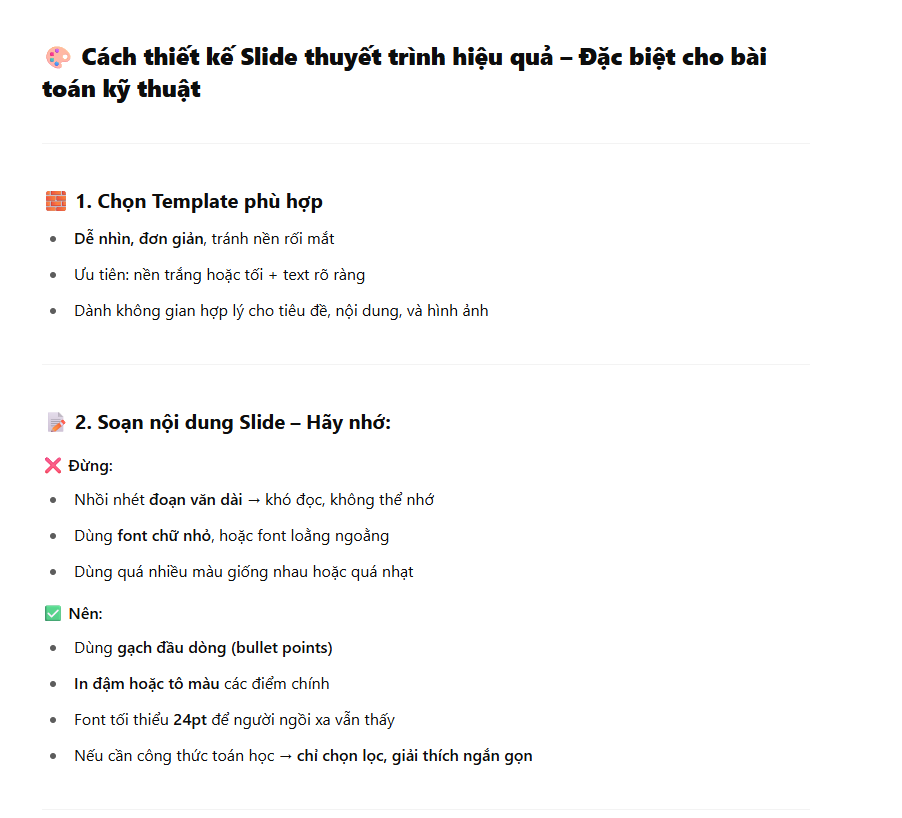 🎨 Cách thiết kế Slide thuyết trình hiệu quả – Đặc biệt cho bài
toán kỹ thuật
🧱 1. Chọn Template phù hợp
• Dễ nhìn, đơn giản, tránh nền rối mắt
• Ưu tiên: nền trắng hoặc tối + text rõ ràng
• Dành không gian hợp lý cho tiêu đề, nội dung, và hình ảnh
📝 2. Soạn nội dung Slide – Hãy nhớ:
❌ Đừng:
• Nhồi nhét đoạn văn dài → khó đọc, không thể nhớ
• Dùng font chữ nhỏ, hoặc font loằng ngoằng
• Dùng quá nhiều màu giống nhau hoặc quá nhạt
✅ Nên:
• Dùng gạch đầu dòng (bullet points)
• In đậm hoặc tô màu các điểm chính
• Font tối thiểu 24pt để người ngồi xa vẫn thấy
• Nếu cần công thức toán học → chỉ chọn lọc, giải thích ngắn gọn